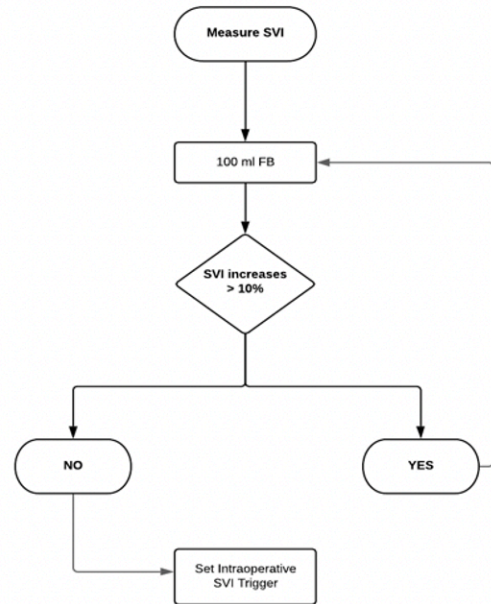 Measure SVI
100 ml FB
SVI increases
> 10%
NO
YES
Set Intraoperative
SVI Trigger